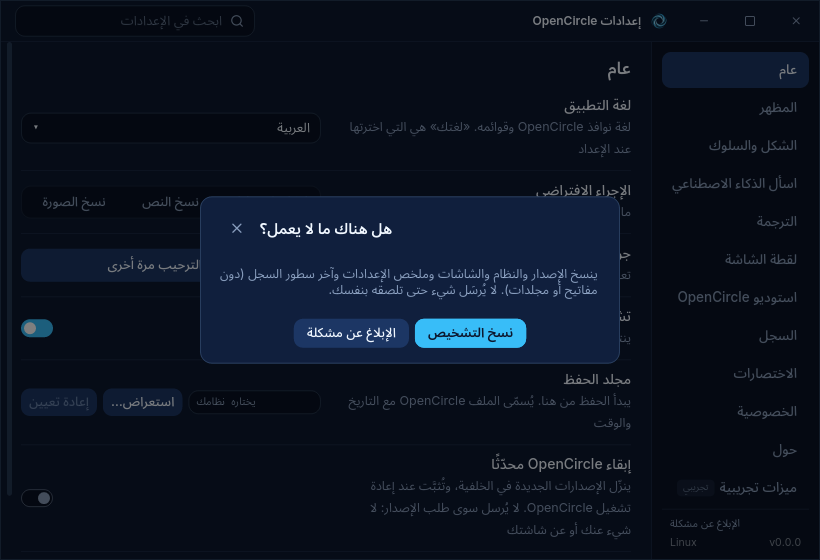 إعدادات OpenCircle
ابحث في الإعدادات
عام
المظهر
الشكل والسلوك
اسأل الذكاء الاصطناعي
الترجمة
لقطة الشاشة
استوديو OpenCircle
السجل
الاختصارات
الخصوصية
حول
ميزات تجريبية
تجريبي
الإبلاغ عن مشكلة
Linux
v0.0.0
عام
لغة التطبيق
لغة نوافذ OpenCircle وقوائمه. «لغتك» هي التي اخترتها
عند الإعداد
العربية
الإجراء الافتراضي
نسخ النص
نسخ الصورة
الترحيب مرة أخرى
هل هناك ما لا يعمل؟
ينسخ الإصدار والنظام والشاشات وملخص الإعدادات وآخر سطور السجل (دون
مفاتيح أو مجلدات). لا يُرسَل شيء حتى تلصقه بنفسك.
نسخ التشخيص
الإبلاغ عن مشكلة
مجلد الحفظ
يبدأ الحفظ من هنا. يُسمّى الملف OpenCircle مع التاريخ
والوقت
يختاره نظامك
استعراض...
إعادة تعيين
إبقاء OpenCircle محدّثًا
ينزّل الإصدارات الجديدة في الخلفية، وتُثبَّت عند إعادة
تشغيل OpenCircle. لا يُرسل سوى طلب الإصدار: لا
شيء عنك أو عن شاشتك